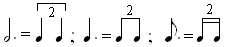 𝅗𝅥. = 2 ♩ ♩ ; ♩. = 2 ♫ ; ♪. = 2 ♬